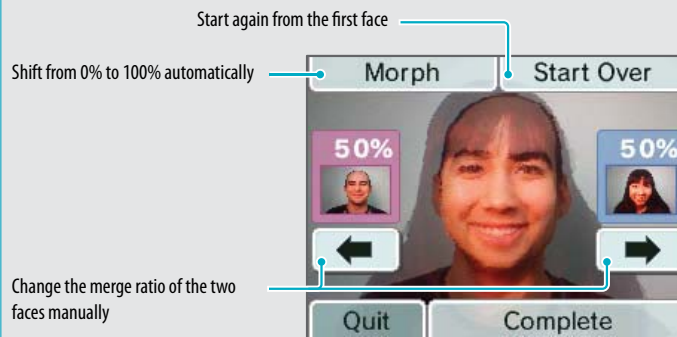 Start again from the first face
Shift from 0% to 100% automatically
Morph
Start Over
50%
50%
Change the merge ratio of the two
faces manually
Quit
Complete